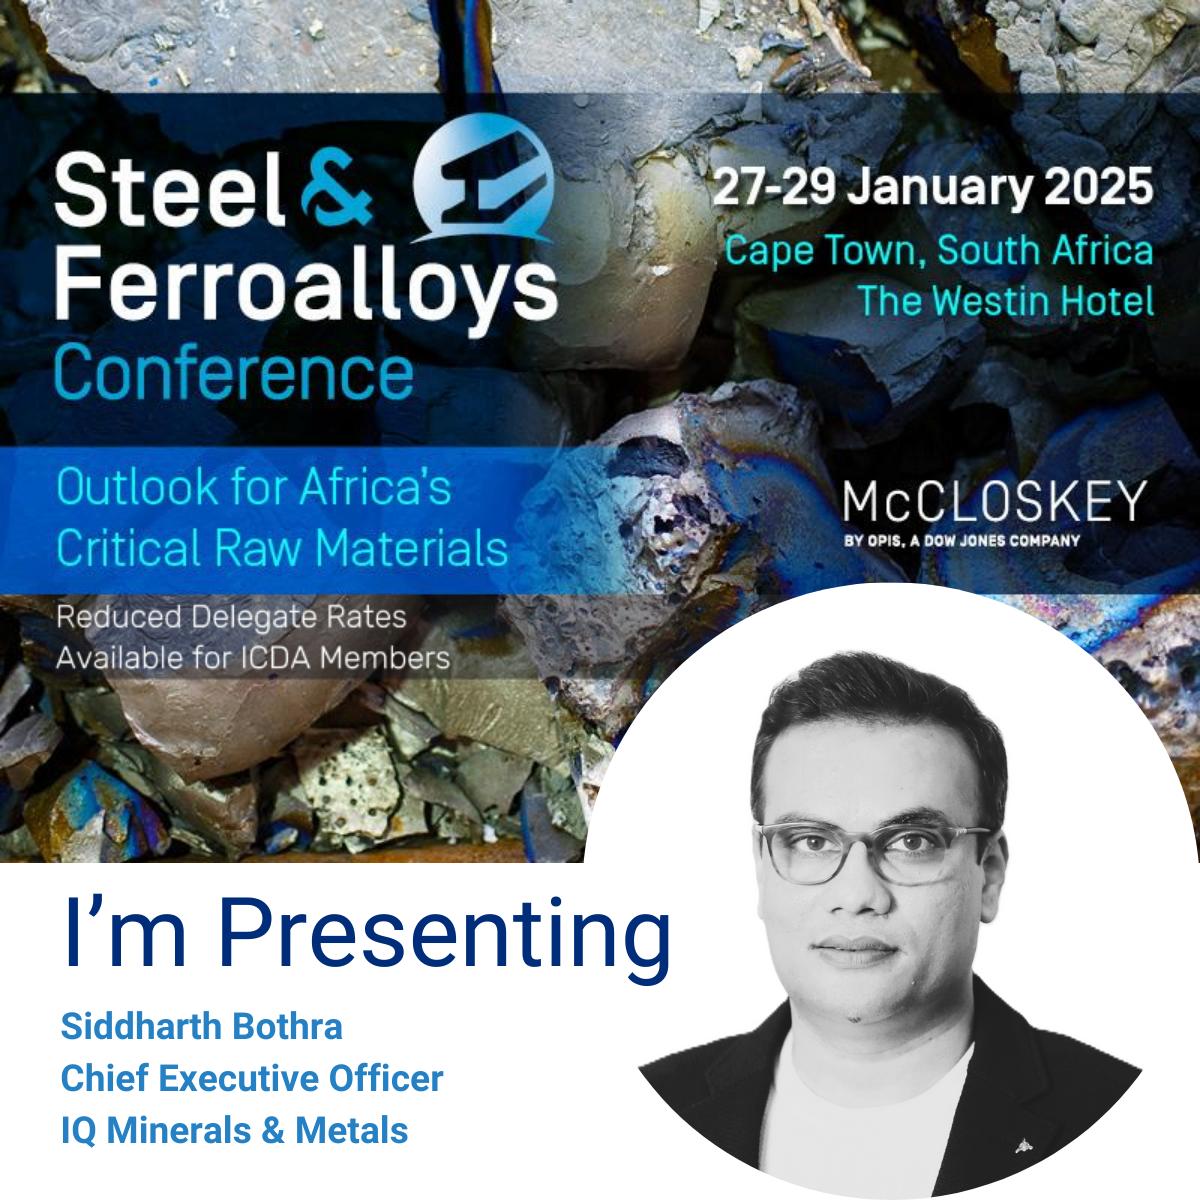 Steel &
Ferroalloys
Conference
27-29 January 2025
Cape Town, South Africa
The Westin Hotel
Outlook for Africa's
Critical Raw Materials
McCLOSKEY
BY OPIS, A DOW JONES COMPANY
Reduced Delegate Rates
Available for ICDA Members
I’m Presenting
Siddharth Bothra
Chief Executive Officer
IQ Minerals & Metals